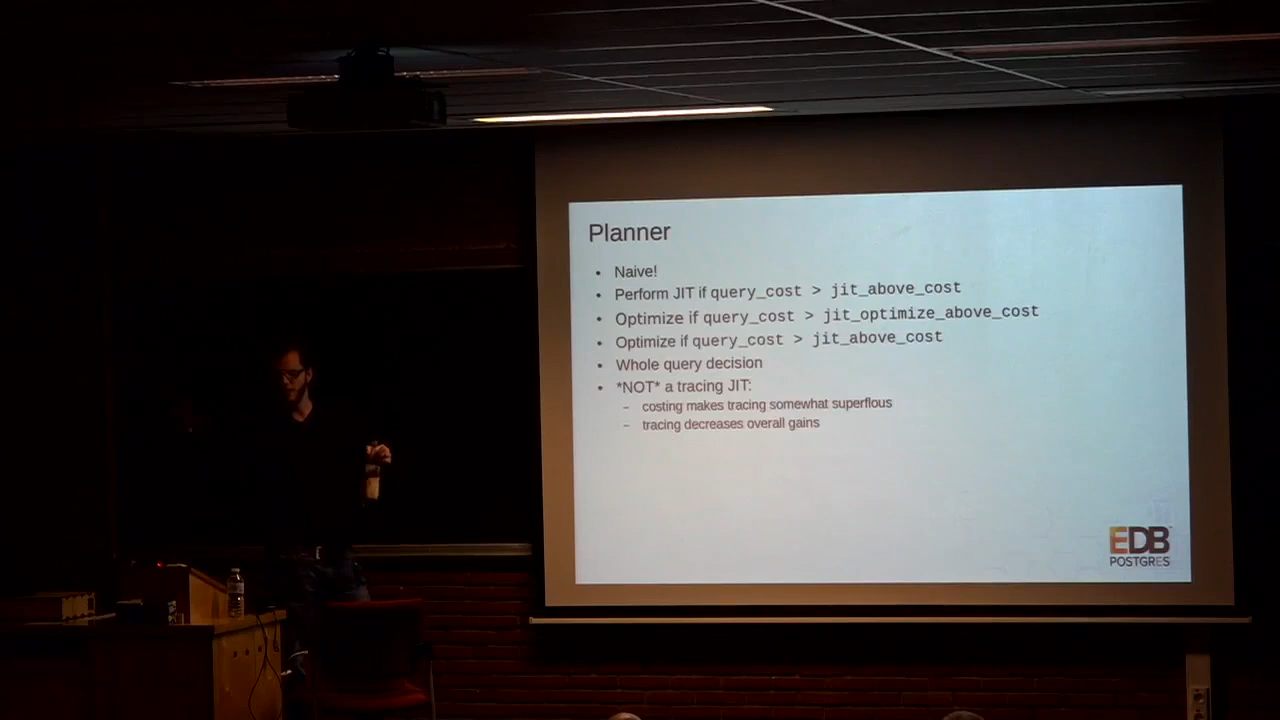 Planner
• Naive!
• Perform JIT if query_cost > jit_above_cost
• Optimize if query_cost > jit_optimize_above_cost
• Optimize if query_cost > jit_above_cost
• Whole query decision
• *NOT* a tracing JIT:
– costing makes tracing somewhat superflous
– tracing decreases overall gains
EDB
POSTGRES